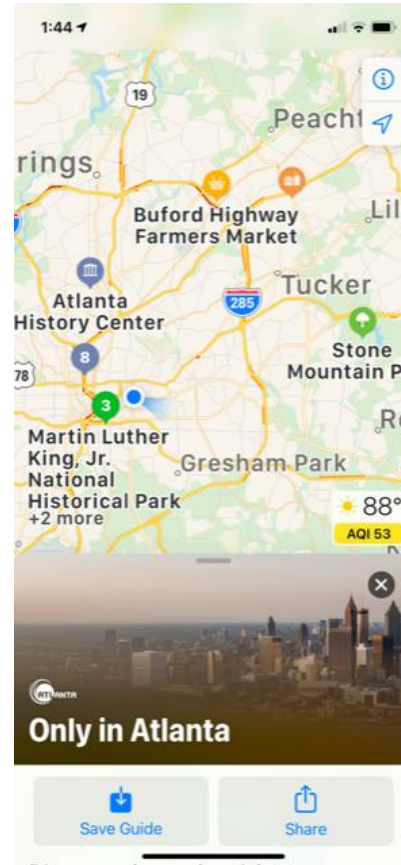 1:44
19
Peacht
rings
Buford Highway
Farmers Market
Lil
Tucker
285
Atlanta
History Center
Stone
Mountain P
8
78
3
Martin Luther
King, Jr.
National
Historical Park
+2 more
Gresham Park
88°
AQI 53
ATLANTA
Only in Atlanta
Save Guide
Share